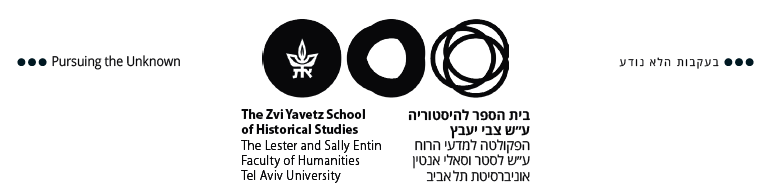 ●●● Pursuing the Unknown
בעקבות הלא נודע ●●●
את
The Zvi Yavetz School
of Historical Studies
The Lester and Sally Entin
Faculty of Humanities
Tel Aviv University
בית הספר להיסטוריה
ע״ש צבי יעבץ
הפקולטה למדעי הרוח
ע״ש לסטר וסאלי אנטין
אוניברסיטת תל אביב